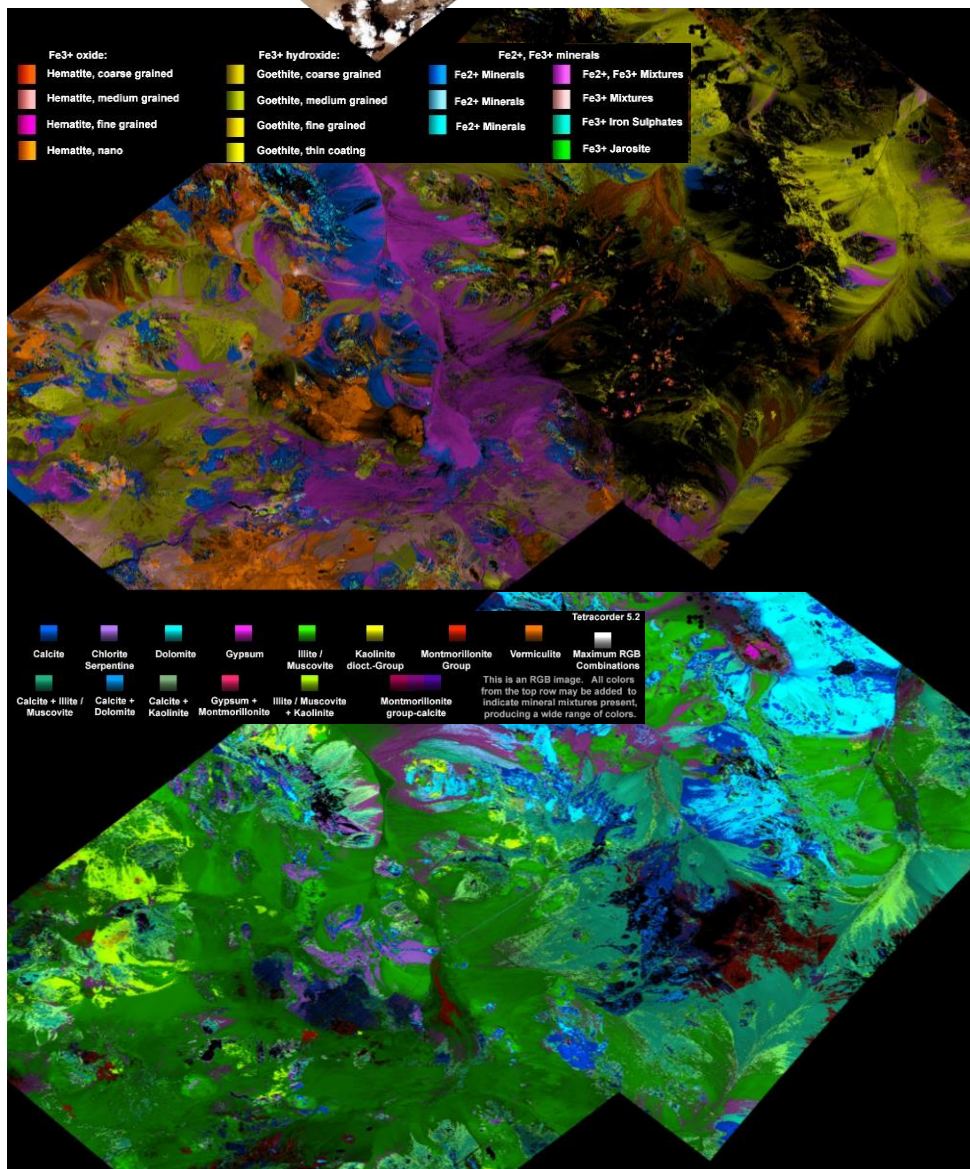 Fe3+ oxide:
Hematite, coarse grained
Hematite, medium grained
Hematite, fine grained
Hematite, nano
Fe3+ hydroxide:
Goethite, coarse grained
Goethite, medium grained
Goethite, fine grained
Goethite, thin coating
Fe2+, Fe3+ minerals
Fe2+ Minerals
Fe2+ Minerals
Fe2+ Minerals
Fe2+, Fe3+ Mixtures
Fe3+ Mixtures
Fe3+ Iron Sulphates
Fe3+ Jarosite
Tetracorder 5.2
Calcite
Chlorite
Serpentine
Dolomite
Gypsum
Illite /
Muscovite
Kaolinite
dioct.-Group
Montmorillonite
Group
Vermiculite
Maximum RGB
Combinations
Calcite + Illite /
Muscovite
Calcite +
Dolomite
Calcite +
Kaolinite
Gypsum +
Montmorillonite
Illite / Muscovite
+ Kaolinite
Montmorillonite
group-calcite
This is an RGB image. All colors
from the top row may be added to
indicate mineral mixtures present,
producing a wide range of colors.